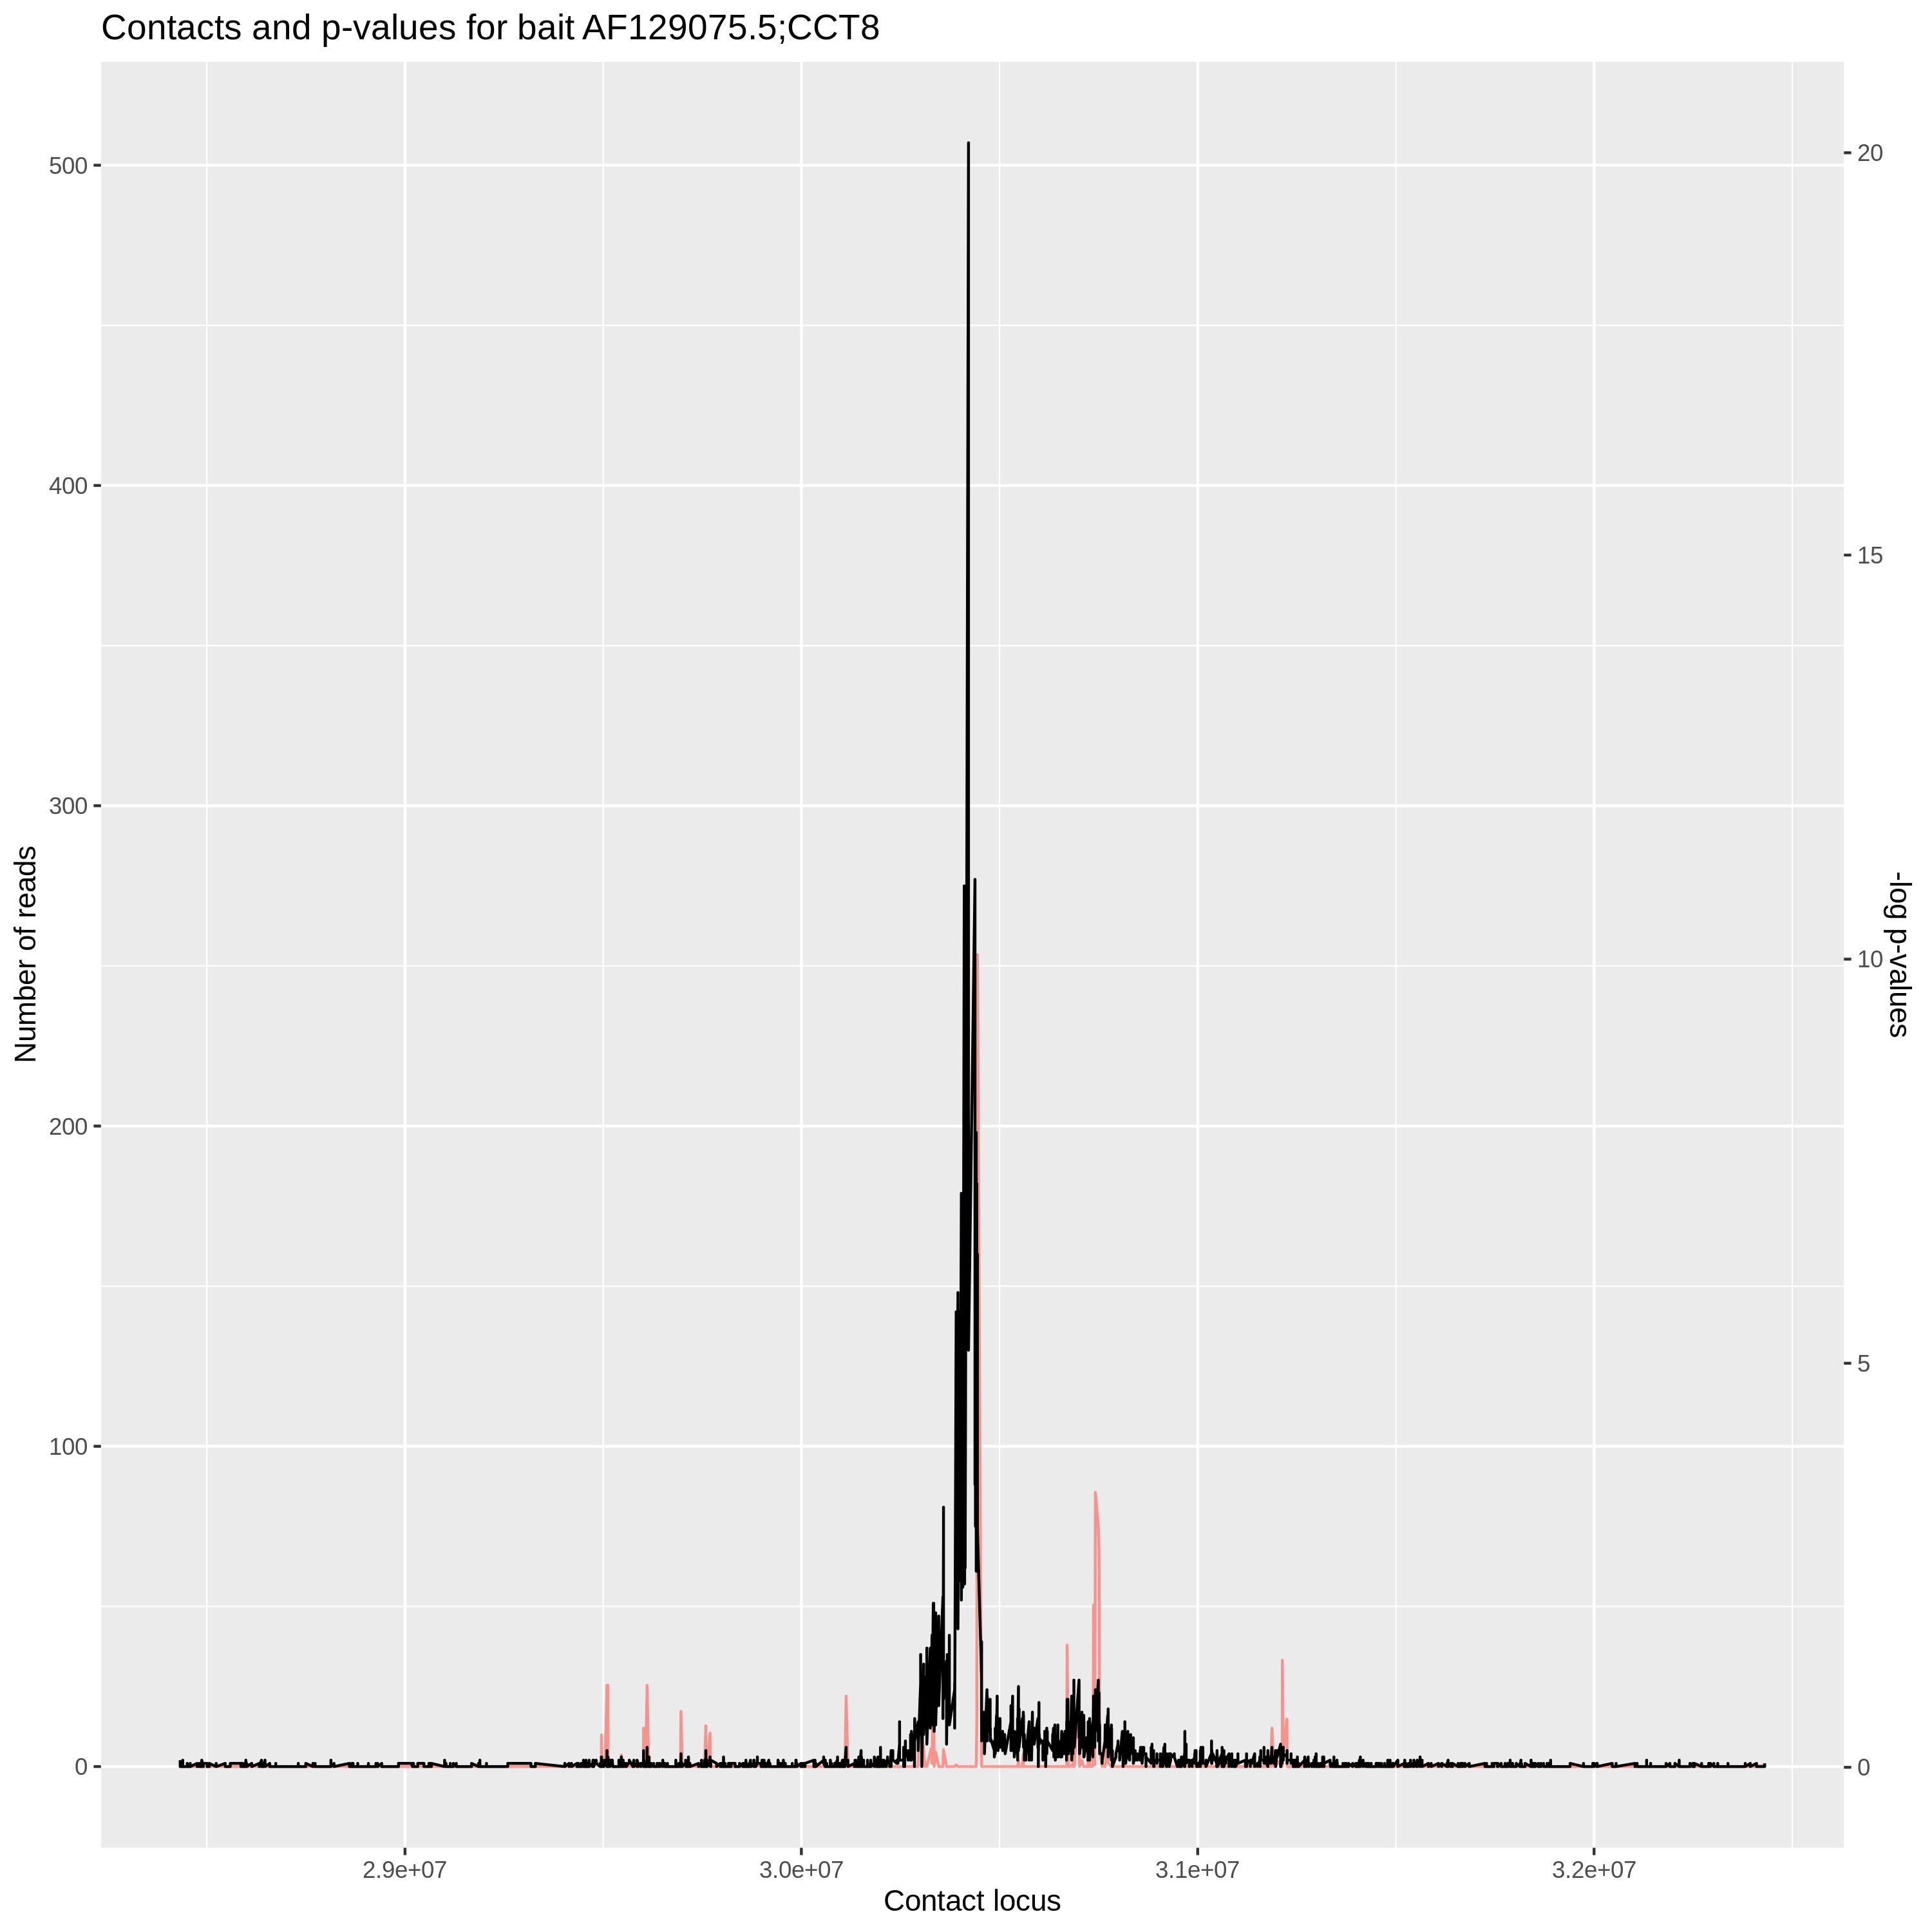 Contacts and p-values for bait AF129075.5;CCT8
500
400
300
200
100
0
Number of reads
20
15
10
5
0
-log p-values
2.9e+07
3.0e+07
3.1e+07
3.2e+07
Contact locus